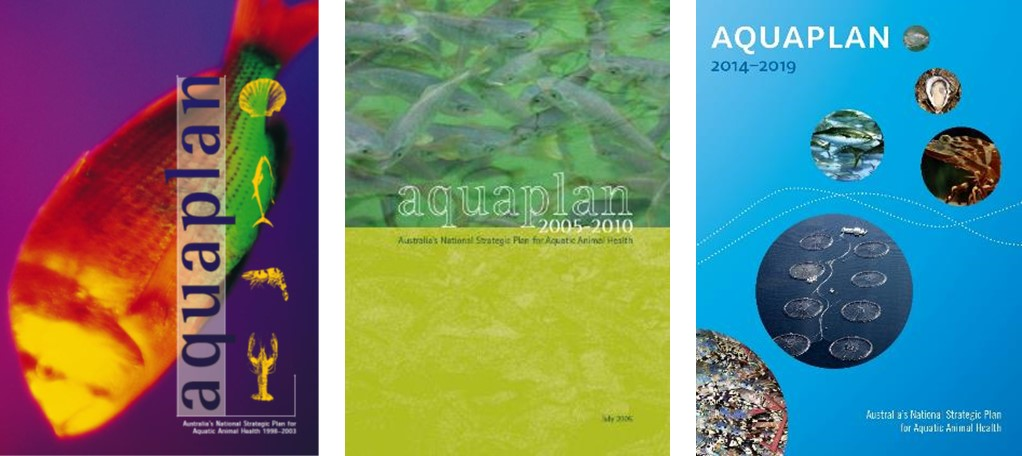 aquaplan
Australia's National Strategic Plan for
Aquatic Animal Health 1998-2003
aquaplan
2005-2010
Australia's National Strategic Plan for Aquatic Animal Health
July 2005
AQUAPLAN
2014–2019
Australia's National Strategic Plan
for Aquatic Animal Health